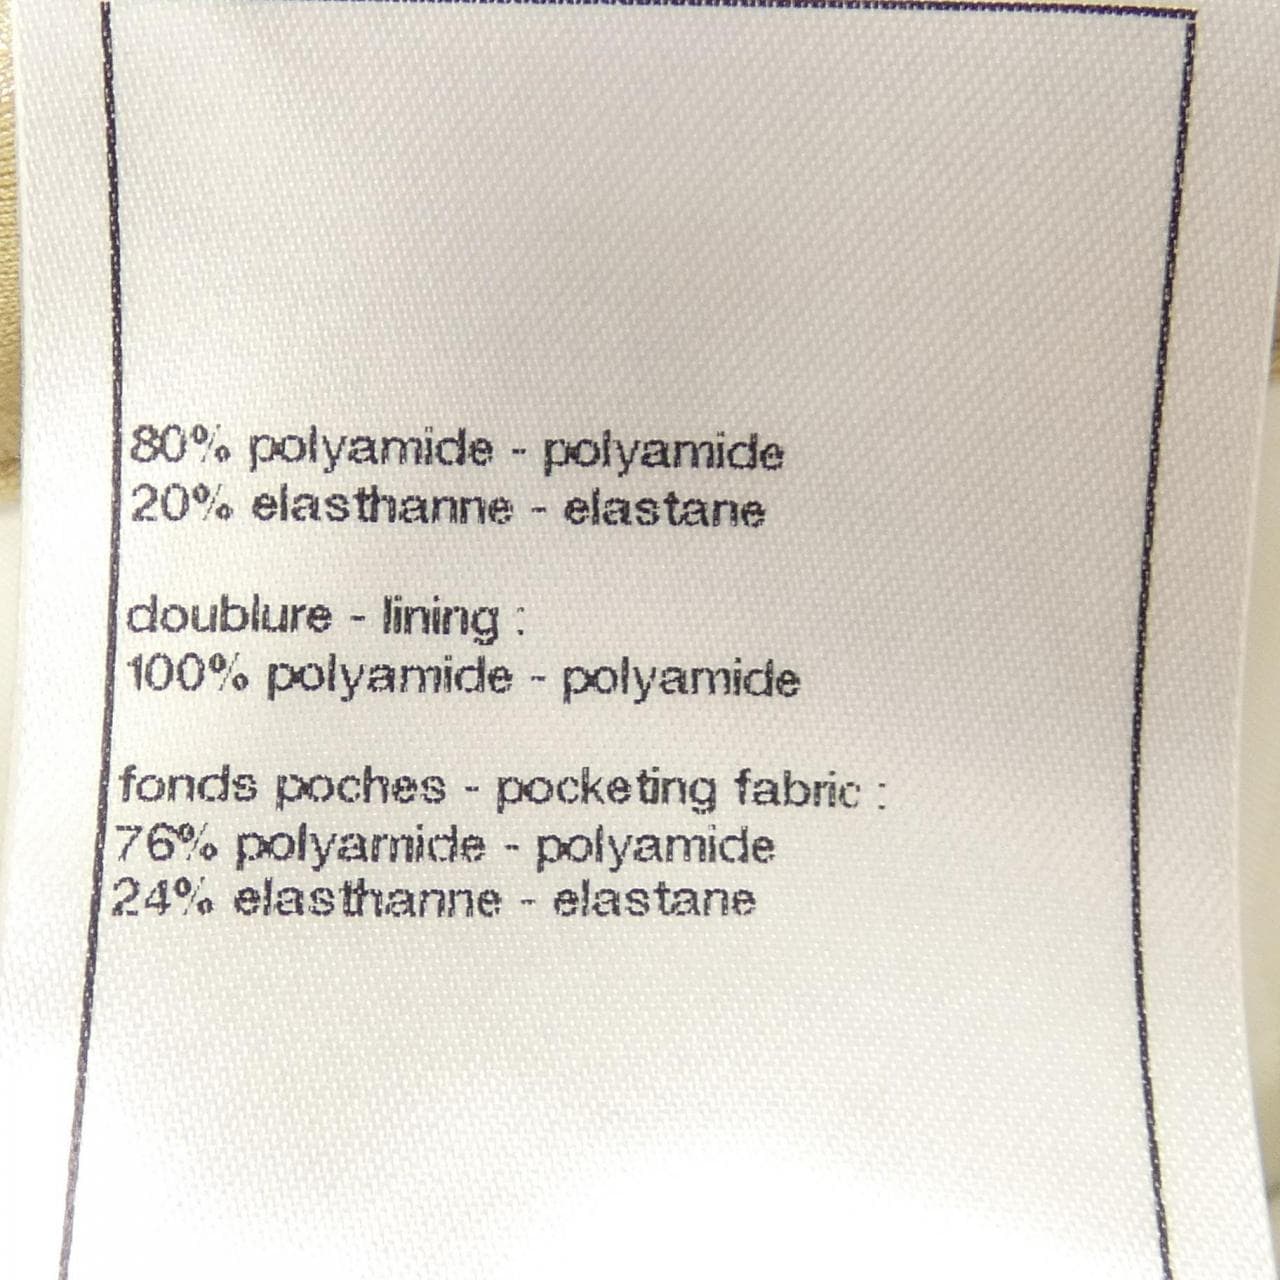 80% polyamide - polyamide
20% elasthanne - elastane
doublure - lining :
100% polyamide - polyamide
fonds poches - pocketing fabric :
76% polyamide - polyamide
24% elasthanne - elastane